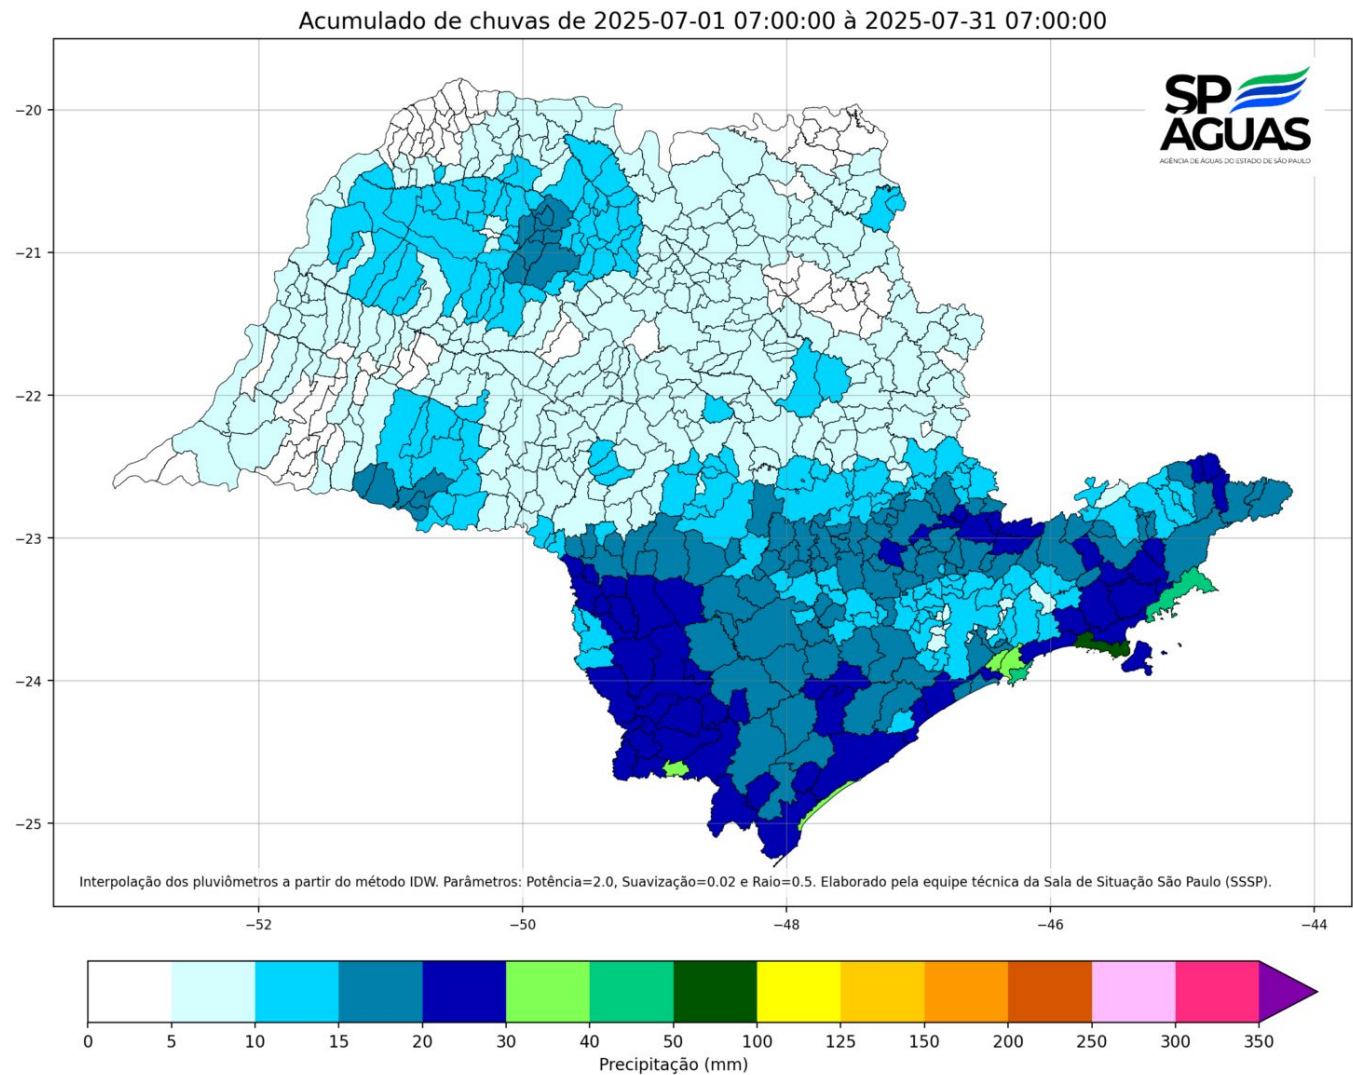 Acumulado de chuvas de 2025-07-01 07:00:00 à 2025-07-31 07:00:00
SP
ÁGUAS
AGÊNCIA DE ÁGUAS DO ESTADO DE SÃO PAULO
−20
−21
−22
−23
−24
−25
Interpolação dos pluviômetros a partir do método IDW. Parâmetros: Potência=2.0, Suavização=0.02 e Raio=0.5. Elaborado pela equipe técnica da Sala de Situação São Paulo (SSSP).
−52 −50 −48 −46 −44
0 5 10 15 20 30 40 50 100 125 150 200 250 300 350
Precipitação (mm)